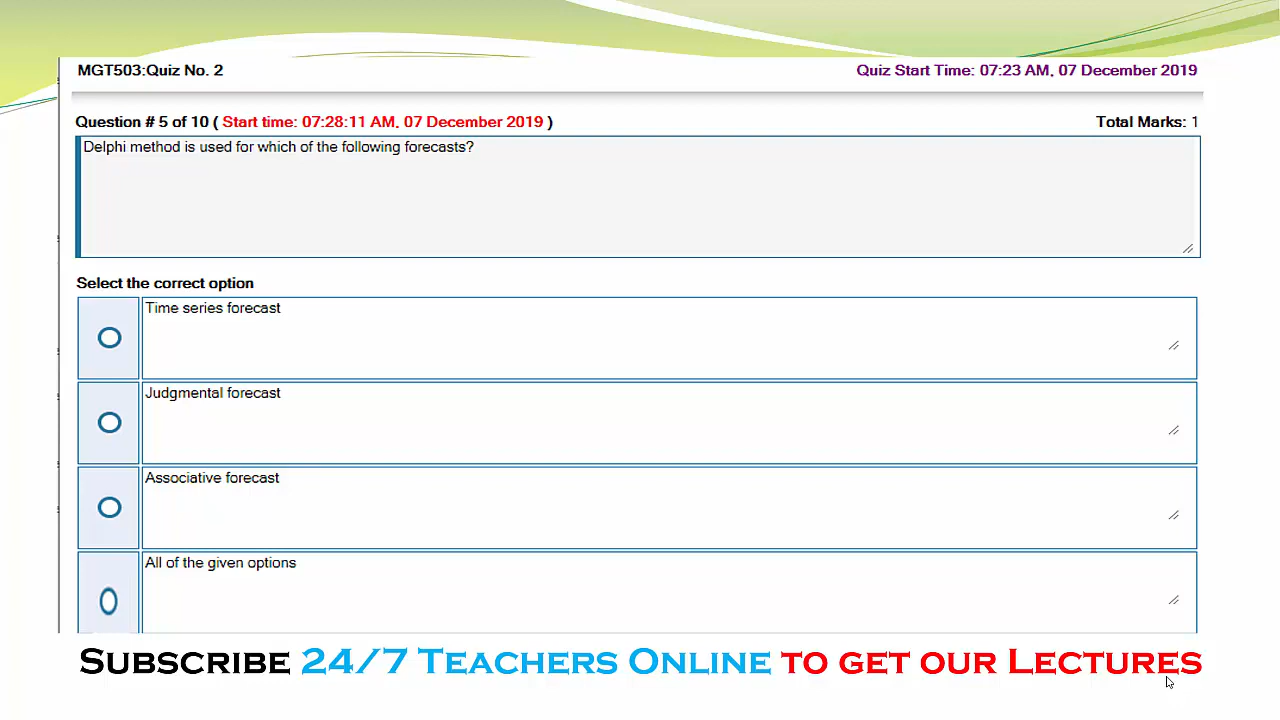 MGT503:Quiz No. 2
Quiz Start Time: 07:23 AM, 07 December 2019
Question # 5 of 10 ( Start time: 07:28:11 AM, 07 December 2019 )
Total Marks: 1
Delphi method is used for which of the following forecasts?
Select the correct option
Time series forecast
Judgmental forecast
Associative forecast
All of the given options
Subscribe 24/7 Teachers Online to get our Lectures